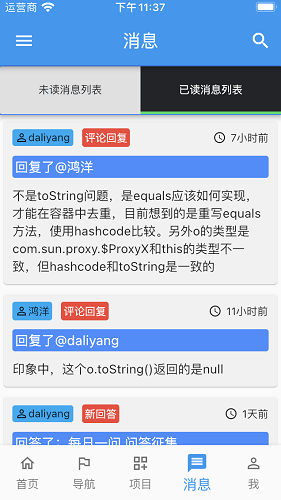 运营商
下午11:37
消息
未读消息列表
已读消息列表
daliyang
评论回复
7小时前
回复了@鸿洋
不是toString问题，是equals应该如何实现，
才能在容器中去重，目前想到的是重写equals
方法，使用hashcode比较。另外o的类型是
com.sun.proxy.$ProxyX和this的类型不一
致，但hashcode和toString是一致的
鸿洋
评论回复
11小时前
回复了@daliyang
印象中，这个o.toString()返回的是null
daliyang
新回答
1天前
回答了：每日一问 问答征集
首页
导航
项目
消息
我